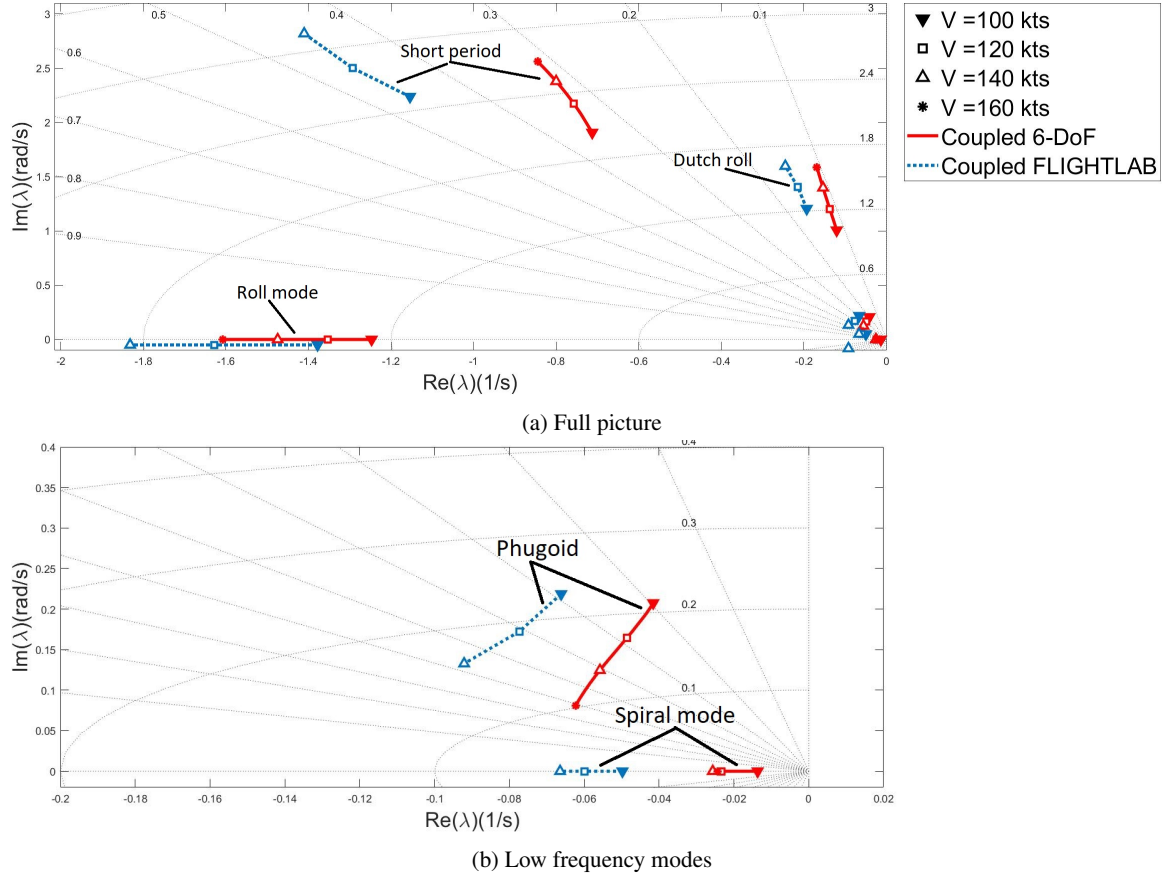 0.5
0.4
0.3
0.2
0.1
3
3
2.5
2
1.5
1
0.5
0
0.6
0.7
0.8
0.9
2.4
1.8
1.2
0.6
Short period
Dutch roll
Roll mode
Im(λ)(rad/s)
-2 -1.8 -1.6 -1.4 -1.2 -1 -0.8 -0.6 -0.4 -0.2 0
Re(λ)(1/s)
V =100 kts
V =120 kts
V =140 kts
V =160 kts
Coupled 6-DoF
Coupled FLIGHTLAB
(a) Full picture
0.4
0.35
0.3
0.25
0.2
0.15
0.1
0.05
0
0.4
0.3
0.2
0.1
Phugoid
Spiral mode
Im(λ)(rad/s)
-0.2 -0.18 -0.16 -0.14 -0.12 -0.1 -0.08 -0.06 -0.04 -0.02 0 0.02
Re(λ)(1/s)
(b) Low frequency modes